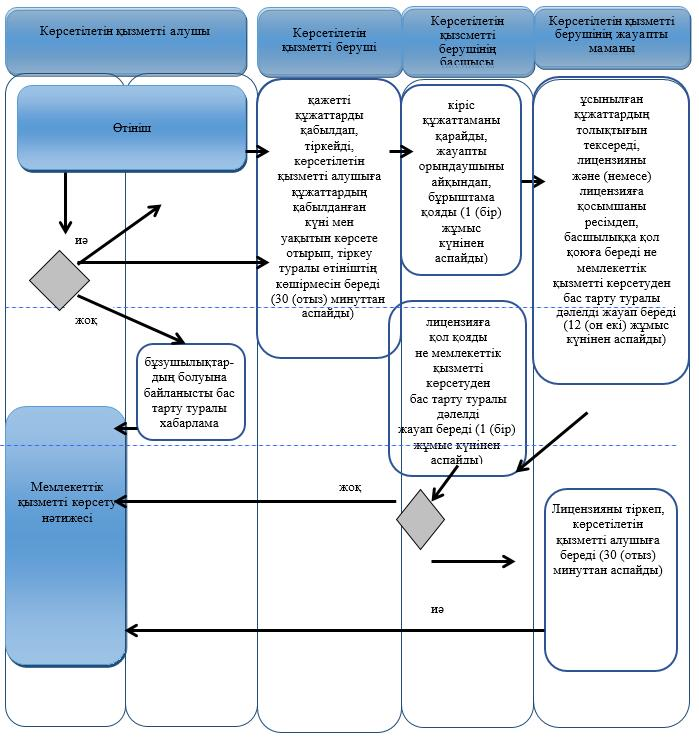 Көрсетілетін қызметті алушы
Көрсетілетін
қызметті беруші
Көрсетілетін
қызсметті
берушінің
басшысы
Көрсетілетін қызметті
берушінің жауапты
маманы
Өтініш
қажетті
құжаттарды
қабылдап,
тіркейді,
көрсетілетін
қызметті алушыға
құжаттардың
қабылданған
күні мен
уақытын көрсете
отырып, тіркеу
туралы өтініштің
көшірмесін береді
(30 (отыз) минуттан
аспайды)
кіріс
құжаттаманы
қарайды,
жауапты
орындаушыны
айқындап,
бұрыштама
қояды (1 (бір)
жұмыс
күнінен
аспайды)
ұсынылған
құжаттардың
толықтығын
тексереді,
лицензияны
және (немесе)
лицензияға
қосымшаны
ресімдеп,
басшылыққа қол
қоюға береді не
мемлекеттік
қызметті көрсетуден
бас тарту туралы
дәлелді жауап береді
(12 (он екі) жұмыс
күнінен аспайды)
иә
жоқ
бұзушылықтар-
дың болуына
байланысты бас
тарту туралы
хабарлама
лицензияға
қол қояды
не мемлекеттік
қызметті
көрсетуден
бас тарту туралы
дәлелді
жауап береді (1 (бір)
жұмыс күнінен
аспайды)
Мемлекеттік
қызметті көрсету
нәтижесі
жоқ
Лицензияны тіркеп,
көрсетілетін
қызметті алушыға
береді (30 (отыз)
минуттан аспайды)
иә